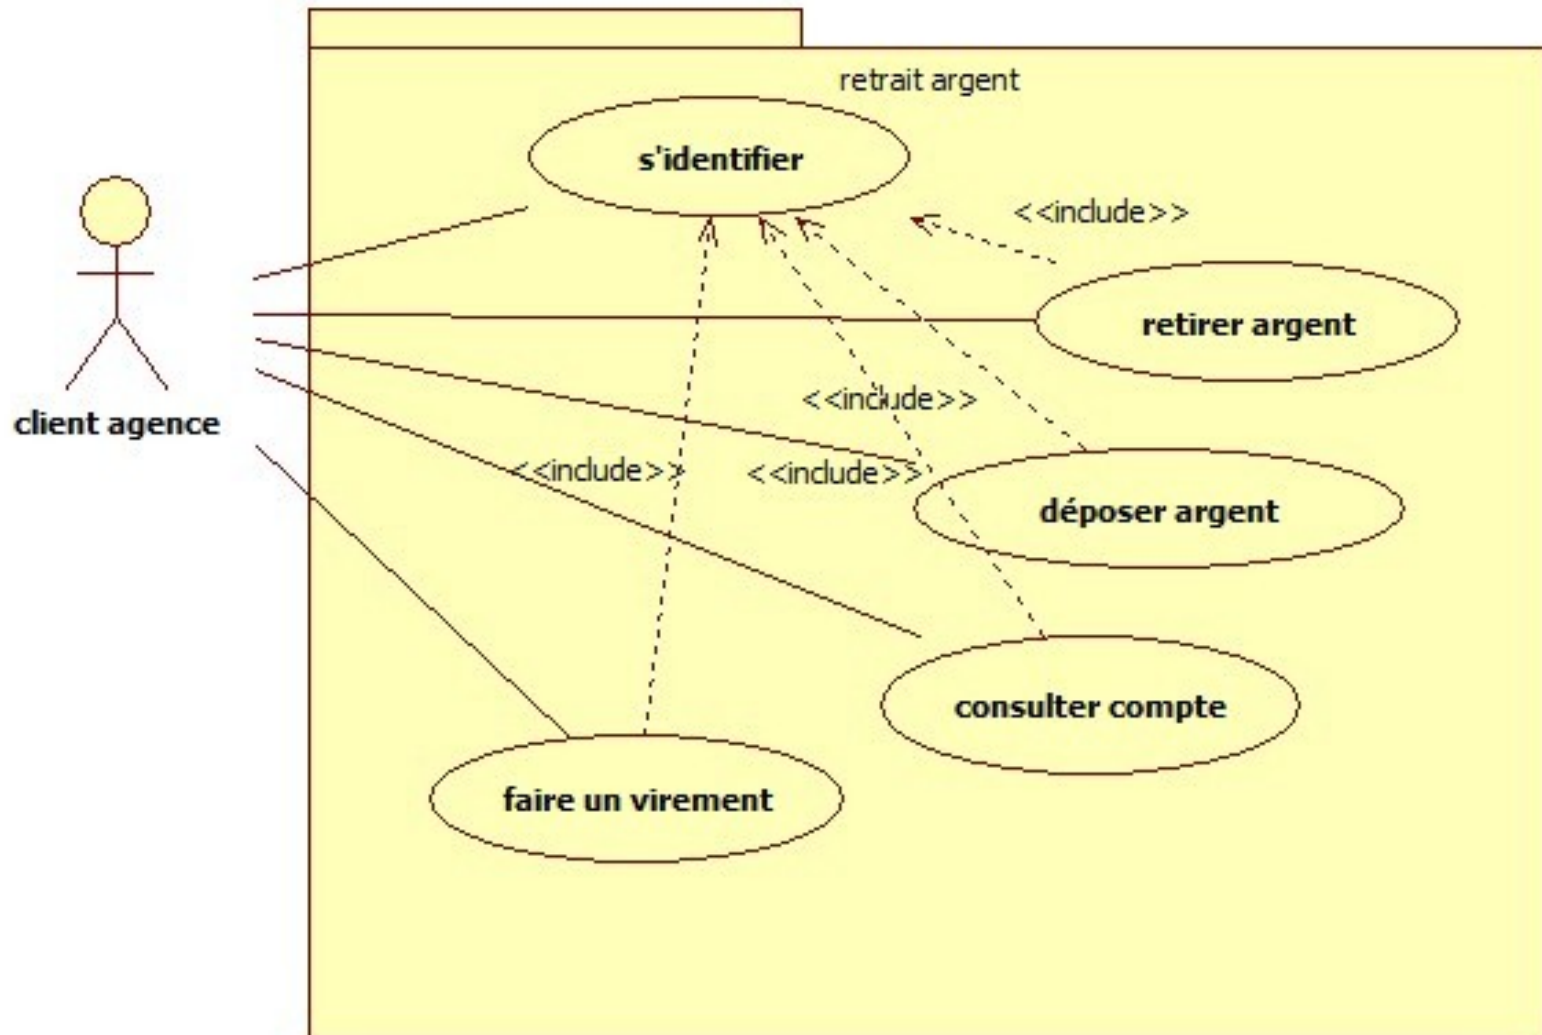 retrait argent
s'identifier
<<include>>
retirer argent
client agence
<<include>>
<<include>>
<<include>>
déposer argent
consulter compte
faire un virement